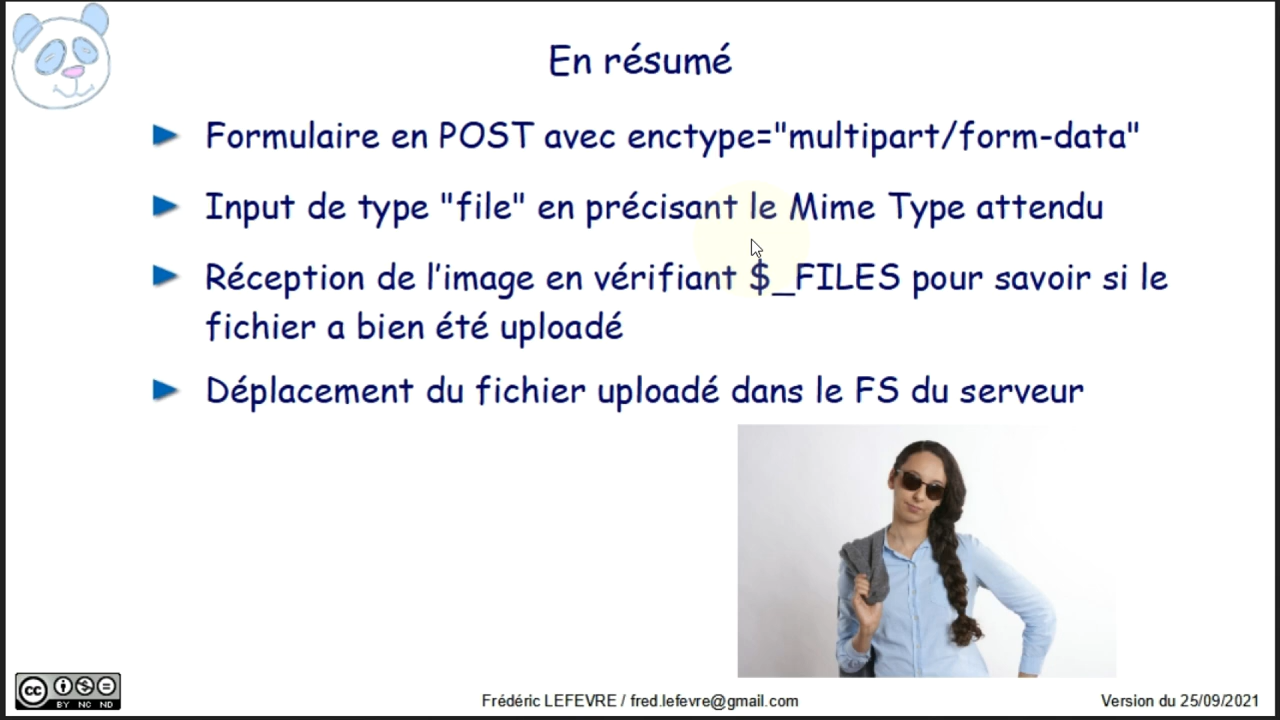 En résumé
Formulaire en POST avec enctype="multipart/form-data"
Input de type "file" en précisant le Mime Type attendu
Réception de l'image en vérifiant $_FILES pour savoir si le
fichier a bien été uploadé
Déplacement du fichier uploadé dans le FS du serveur
cc
BY NC ND
Frédéric LEFEVRE / fred.lefevre@gmail.com
Version du 25/09/2021